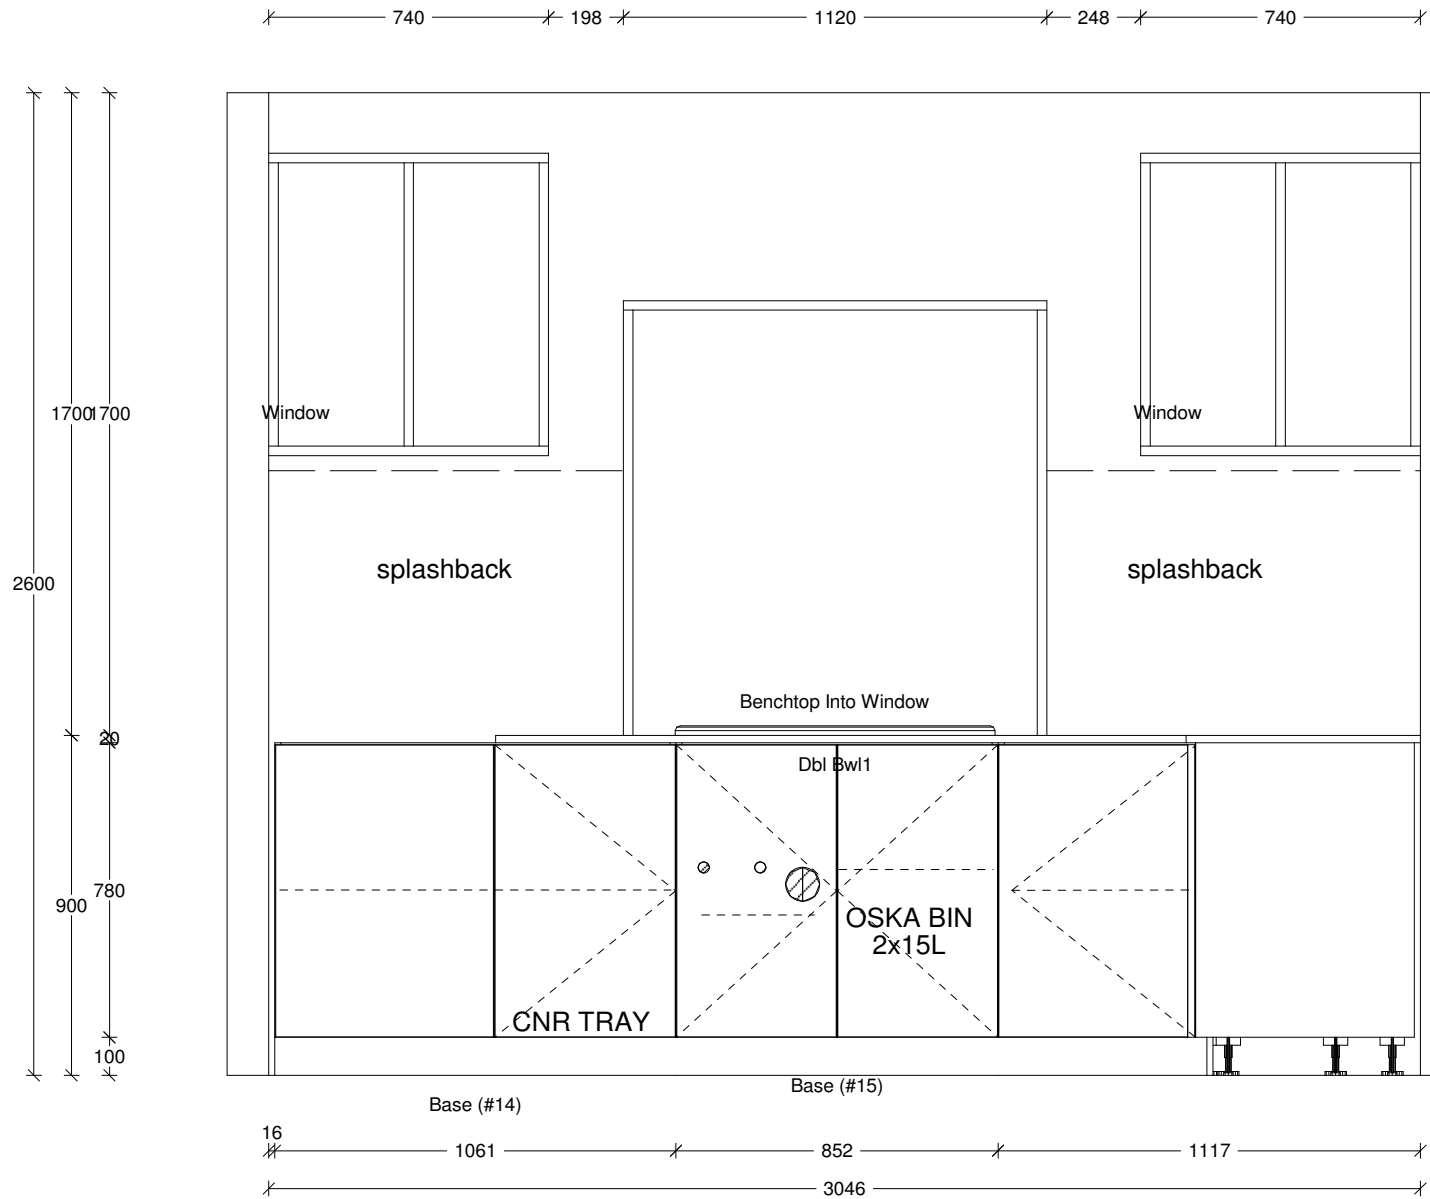 740 198 1120 248 740
Window
Window
1700 1700
splashback
splashback
2600
Benchtop Into Window
20
Dbl Bwl1
780
900
OSKA BIN
2x15L
CNR TRAY
100
Base (#15)
Base (#14)
16
1061 852 1117
3046